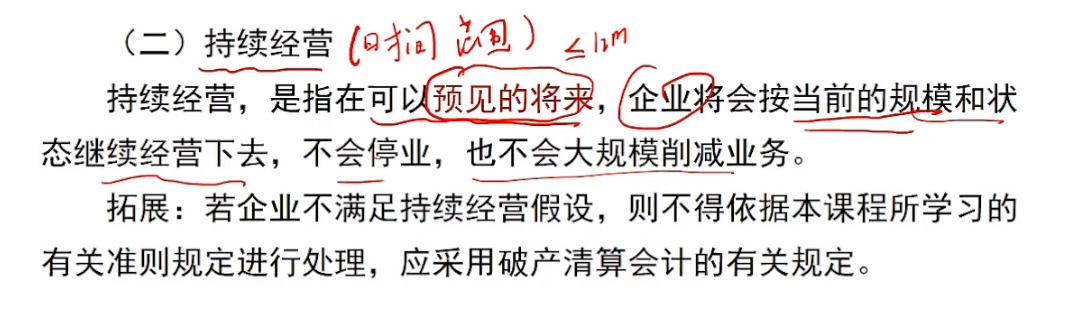 （二）持续经营（时间范围）≤12m
持续经营，是指在可以预见的将来，企业将会按当前的规模和状
态继续经营下去，不会停业，也不会大规模削减业务。
拓展：若企业不满足持续经营假设，则不得依据本课程所学习的
有关准则规定进行处理，应采用破产清算会计的有关规定。